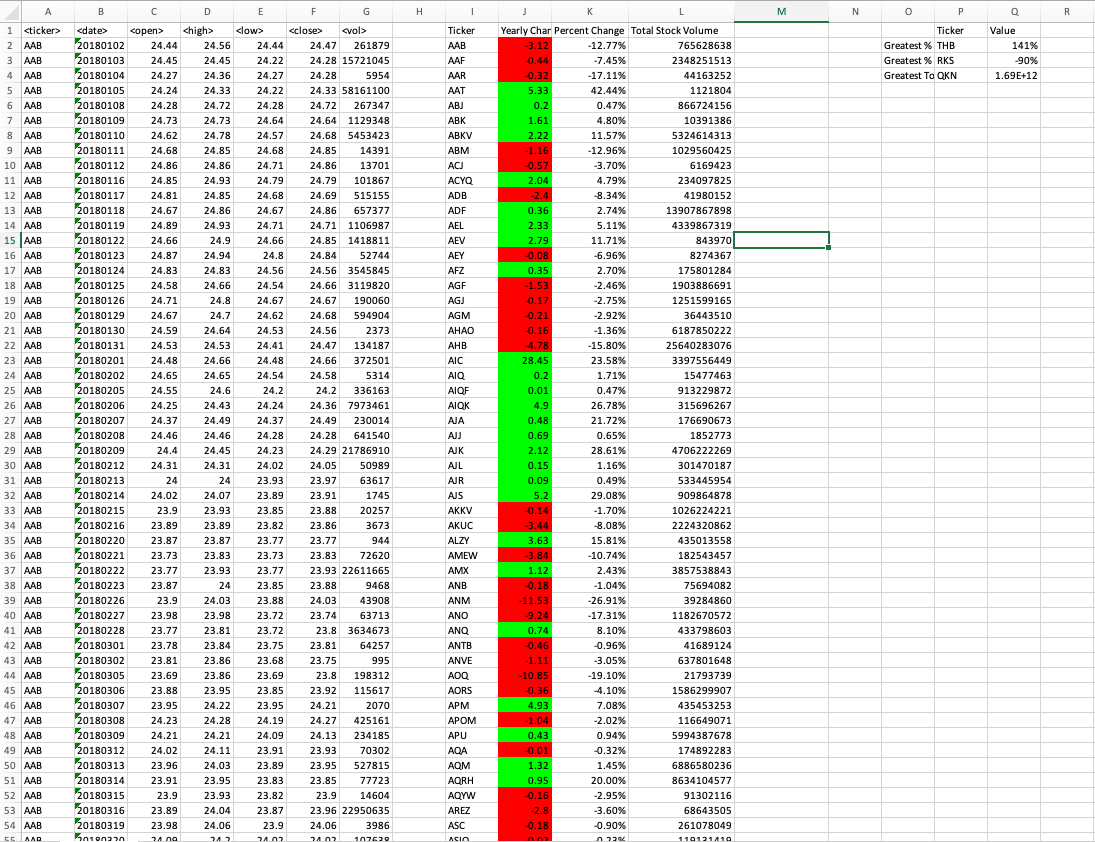 A B C D E F G H I J K L M N O P Q R
1 <ticker> <date> <open> <high> <low> <close> <vol> Ticker Yearly Char Percent Change Total Stock Volume Ticker Value
2 AAB 20180102 24.44 24.56 24.44 24.47 261879 AAB -3.12 -12.77% 765628638 Greatest % THB 141%
3 AAB 20180103 24.45 24.45 24.22 24.28 15721045 AAF -0.44 -7.45% 2348251513 Greatest % RKS -90%
4 AAB 20180104 24.27 24.36 24.27 24.28 5954 AAR -0.32 -17.11% 44163252 Greatest To QKN 1.69E+12
5 AAB 20180105 24.24 24.33 24.22 24.33 58161100 AAT 5.33 42.44% 1121804
6 AAB 20180108 24.28 24.72 24.28 24.72 267347 ABJ 0.2 0.47% 866724156
7 AAB 20180109 24.73 24.73 24.64 24.64 1129348 ABK 1.61 4.80% 10391386
8 AAB 20180110 24.62 24.78 24.57 24.68 5453423 ABKV 2.22 11.57% 5324614313
9 AAB 20180111 24.68 24.85 24.68 24.85 14391 ABM -1.16 -12.96% 1029560425
10 AAB 20180112 24.86 24.86 24.71 24.86 13701 ACJ -0.57 -3.70% 6169423
11 AAB 20180116 24.85 24.93 24.79 24.79 101867 ACYQ 2.04 4.79% 234097825
12 AAB 20180117 24.81 24.85 24.68 24.69 515155 ADB -2.4 -8.34% 41980152
13 AAB 20180118 24.67 24.86 24.67 24.86 657377 ADF 0.36 2.74% 13907867898
14 AAB 20180119 24.89 24.93 24.71 24.71 1106987 AEL 2.33 5.11% 4339867319
15 AAB 20180122 24.66 24.9 24.66 24.85 1418811 AEV 2.79 11.71% 843970
16 AAB 20180123 24.87 24.94 24.8 24.84 52744 AEY -0.08 -6.96% 8274367
17 AAB 20180124 24.83 24.83 24.56 24.56 3545845 AFZ 0.35 2.70% 175801284
18 AAB 20180125 24.58 24.66 24.54 24.66 3119820 AGF -1.53 -2.46% 1903886691
19 AAB 20180126 24.71 24.8 24.67 24.67 190060 AGJ -0.17 -2.75% 1251599165
20 AAB 20180129 24.67 24.7 24.62 24.68 594904 AGM -0.21 -2.92% 36443510
21 AAB 20180130 24.59 24.64 24.53 24.56 2373 AHAO -0.16 -1.36% 6187850222
22 AAB 20180131 24.53 24.53 24.41 24.47 134187 AHB -4.78 -15.80% 25640283076
23 AAB 20180201 24.48 24.66 24.48 24.66 372501 AIC 28.45 23.58% 3397556449
24 AAB 20180202 24.65 24.65 24.54 24.58 5314 AIQ 0.2 1.71% 15477463
25 AAB 20180205 24.55 24.6 24.2 24.2 336163 AIQF 0.01 0.47% 913229872
26 AAB 20180206 24.25 24.43 24.24 24.36 7973461 AIQK 4.9 26.78% 315696267
27 AAB 20180207 24.37 24.49 24.37 24.49 230014 AJA 0.48 21.72% 176690673
28 AAB 20180208 24.46 24.46 24.28 24.28 641540 AJJ 0.69 0.65% 1852773
29 AAB 20180209 24.4 24.45 24.23 24.29 21786910 AJK 2.12 28.61% 4706222269
30 AAB 20180212 24.31 24.31 24.02 24.05 50989 AJL 0.15 1.16% 301470187
31 AAB 20180213 24 24 23.93 23.97 63617 AJR 0.09 0.49% 533445954
32 AAB 20180214 24.02 24.07 23.89 23.91 1745 AJS 5.2 29.08% 909864878
33 AAB 20180215 23.9 23.93 23.85 23.88 20257 AKKV -0.14 -1.70% 1026224221
34 AAB 20180216 23.89 23.89 23.82 23.86 3673 AKUC -3.44 -8.08% 2224320862
35 AAB 20180220 23.87 23.87 23.77 23.77 944 ALZY 3.63 15.81% 435013558
36 AAB 20180221 23.73 23.83 23.73 23.83 72620 AMEW -3.84 -10.74% 182543457
37 AAB 20180222 23.77 23.93 23.77 23.93 22611665 AMX 1.12 2.43% 3857538843
38 AAB 20180223 23.87 24 23.85 23.88 9468 ANB -0.18 -1.04% 75694082
39 AAB 20180226 23.9 24.03 23.88 24.03 43908 ANM -11.53 -26.91% 39284860
40 AAB 20180227 23.98 23.98 23.72 23.74 63713 ANO -9.24 -17.31% 1182670572
41 AAB 20180228 23.77 23.81 23.72 23.8 3634673 ANQ 0.74 8.10% 433798603
42 AAB 20180301 23.78 23.84 23.75 23.81 64257 ANTB -0.46 -0.96% 41689124
43 AAB 20180302 23.81 23.86 23.68 23.75 995 ANVE -1.11 -3.05% 637801648
44 AAB 20180305 23.69 23.86 23.69 23.8 198312 AOQ -10.85 -19.10% 21793739
45 AAB 20180306 23.88 23.95 23.85 23.92 115617 AORS -0.36 -4.10% 1586299907
46 AAB 20180307 23.95 24.22 23.95 24.21 2070 APM 4.93 7.08% 435453253
47 AAB 20180308 24.23 24.28 24.19 24.27 425161 APOM -1.04 -2.02% 116649071
48 AAB 20180309 24.21 24.21 24.09 24.13 234185 APU 0.43 0.94% 5994387678
49 AAB 20180312 24.02 24.11 23.91 23.93 70302 AQA -0.01 -0.32% 174892283
50 AAB 20180313 23.96 24.03 23.89 23.95 527815 AQM 1.32 1.45% 6886580236
51 AAB 20180314 23.91 23.95 23.83 23.85 77723 AQRH 0.95 20.00% 8634104577
52 AAB 20180315 23.9 23.93 23.82 23.9 14604 AQYW -0.16 -2.95% 91302116
53 AAB 20180316 23.89 24.04 23.87 23.96 22950635 AREZ -2.8 -3.60% 68643505
54 AAB 20180319 23.98 24.06 23.9 24.06 3986 ASC -0.18 -0.90% 261078049
55 AAB 20180320 24.09 24.2 24.02 24.02 107638 ASIO -0.03 -0.23% 119131419